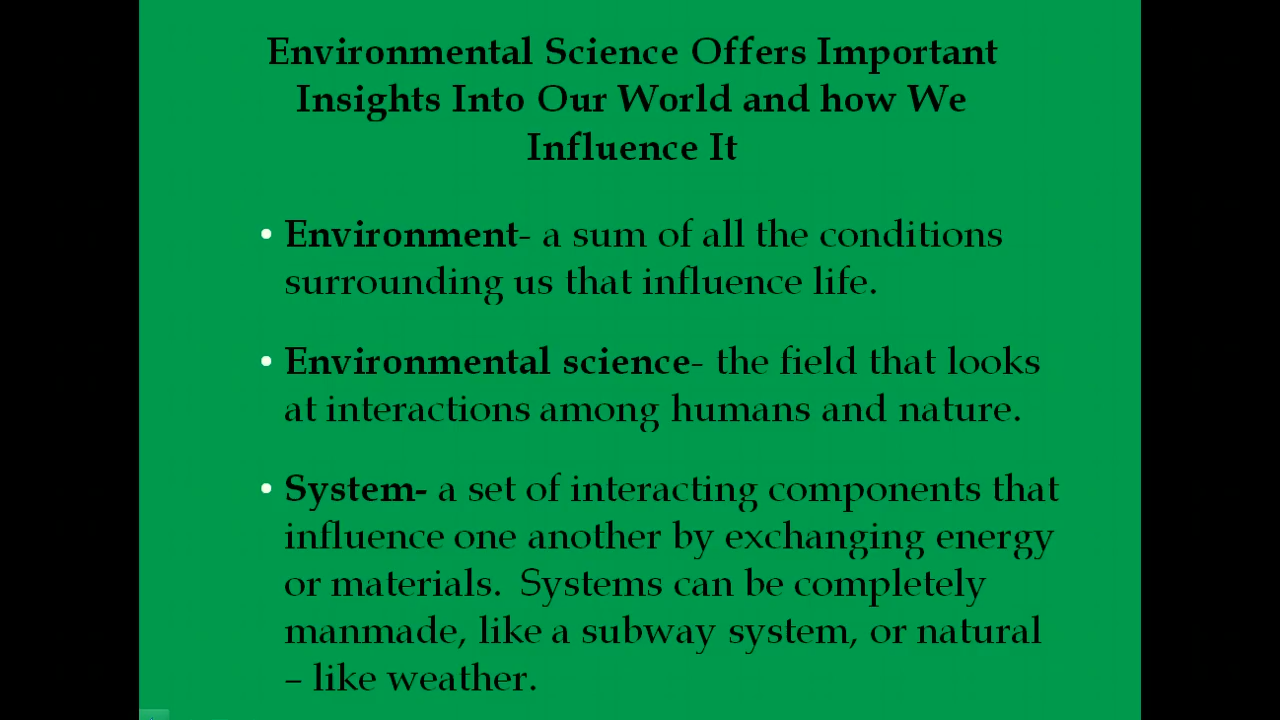 Environmental Science Offers Important
Insights Into Our World and how We
Influence It
• Environment- a sum of all the conditions
surrounding us that influence life.
• Environmental science- the field that looks
at interactions among humans and nature.
• System- a set of interacting components that
influence one another by exchanging energy
or materials.  Systems can be completely
manmade, like a subway system, or natural
– like weather.